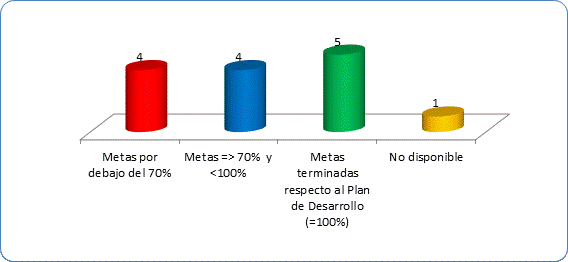 4
4
5
1
Metas por
debajo del 70%
Metas => 70% y
<100%
Metas
terminadas
respecto al Plan
de Desarrollo
(=100%)
No disponible